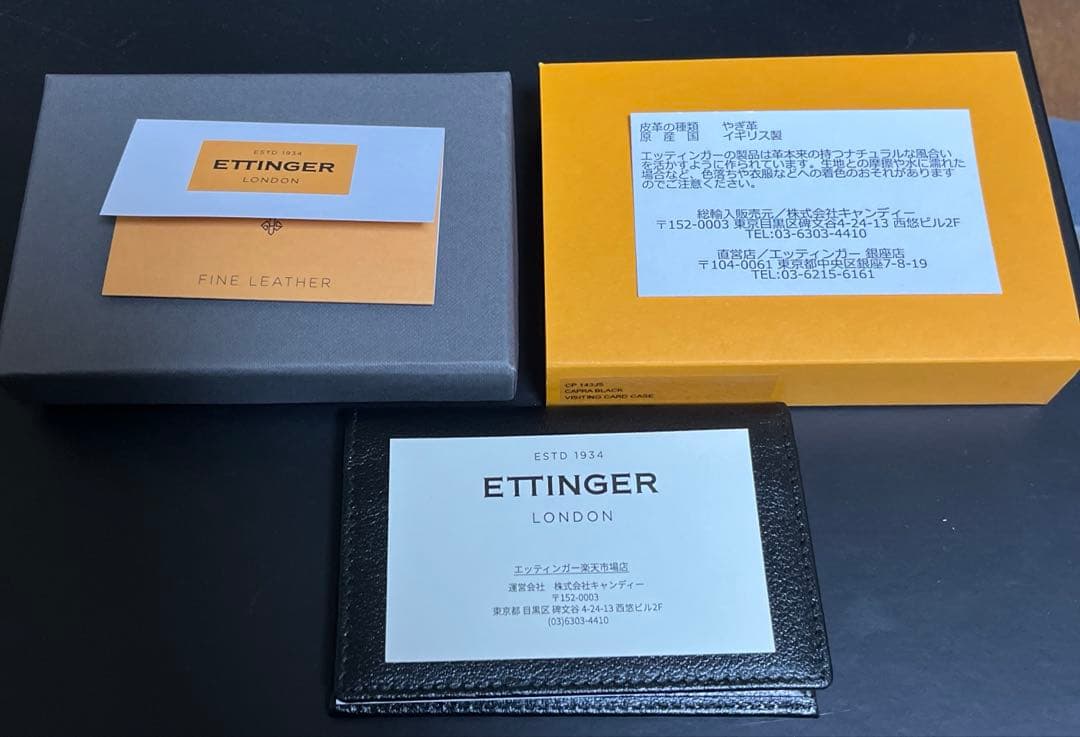 ESTD 1934
ETTINGER
LONDON
FINE LEATHER
皮革の種類　やぎ革
原　産　国　イギリス製
エッティンガーの製品は革本来の持つナチュラルな風合い
を活かすように作られています。生地との摩擦や水に濡れた
場合など、色落ちや衣服などへの着色のおそれがあります
のでご注意ください。
総輸入販売元／株式会社キャンディー
〒152-0003 東京目黒区碑文谷4-24-13 西悠ビル2F
TEL:03-6303-4410
直営店／エッティンガー 銀座店
〒104-0061 東京都中央区銀座7-8-19
TEL:03-6215-6161
CP 143JS
CAPRA BLACK
VISITING CARD CASE
ESTD 1934
ETTINGER
LONDON
エッティンガー楽天市場店
運営会社　株式会社キャンディー
〒152-0003
東京都 目黒区 碑文谷 4-24-13 西悠ビル2F
(03)6303-4410